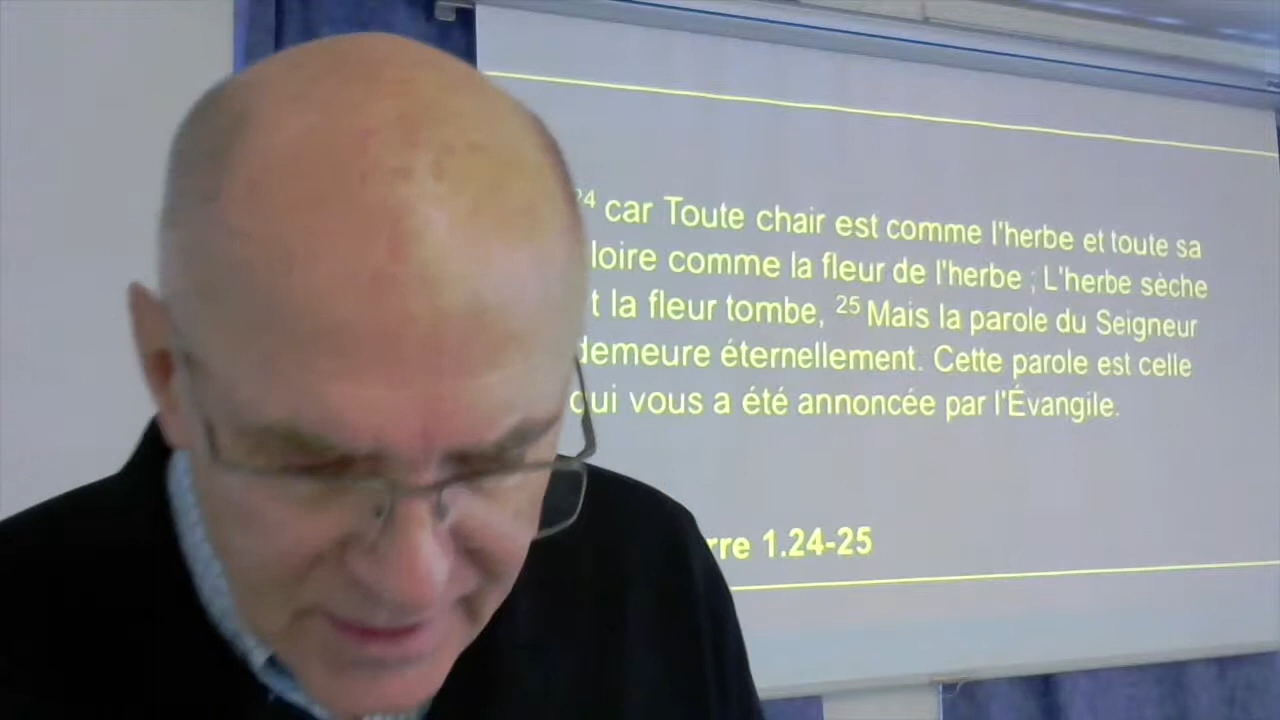 24 car Toute chair est comme l'herbe et toute sa
loire comme la fleur de l'herbe ; L'herbe sèche
t la fleur tombe, 25 Mais la parole du Seigneur
demeure éternellement. Cette parole est celle
qui vous a été annoncée par l'Évangile.
rre 1.24-25